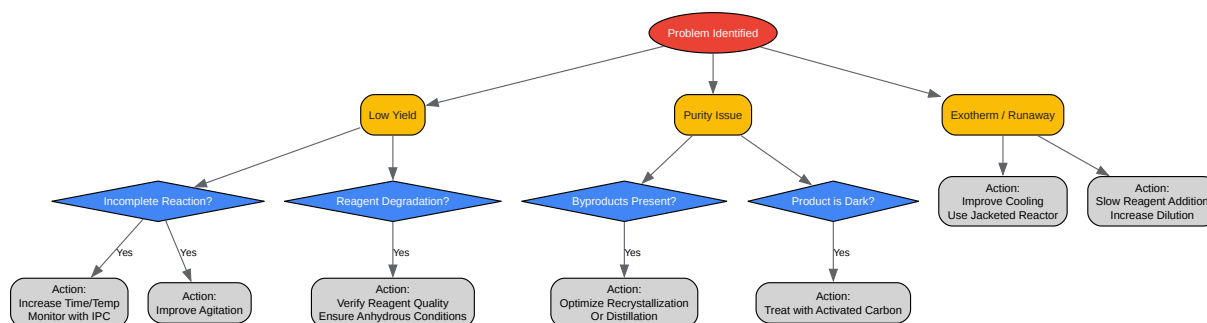 Problem Identified
Low Yield
Purity Issue
Exotherm / Runaway
Incomplete Reaction?
Reagent Degradation?
Byproducts Present?
Product is Dark?
Action:
Improve Cooling
Use Jacketed Reactor
Action:
Slow Reagent Addition
Increase Dilution
Yes
Yes
Yes
Yes
Yes
Action:
Increase Time/Temp
Monitor with IPC
Action:
Improve Agitation
Action:
Verify Reagent Quality
Ensure Anhydrous Conditions
Action:
Optimize Recrystallization
Or Distillation
Action:
Treat with Activated Carbon